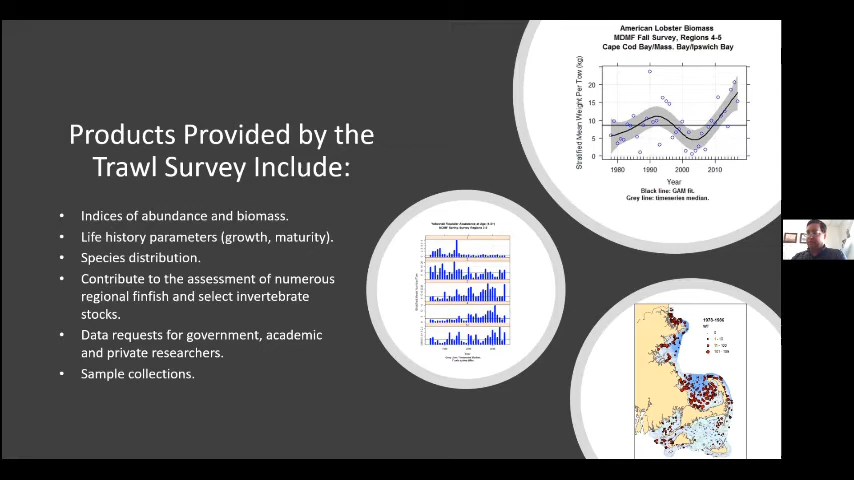 Products Provided by the
Trawl Survey Include:
• Indices of abundance and biomass.
• Life history parameters (growth, maturity).
• Species distribution.
• Contribute to the assessment of numerous
regional finfish and select invertebrate
stocks.
• Data requests for government, academic
and private researchers.
• Sample collections.
American Lobster Biomass
MDMF Fall Survey, Regions 4-5
Cape Cod Bay/Mass. Bay/Ipswich Bay
Stratified Mean Weight Per Tow (kg)
20
15
10
5
0
1980 1990 2000 2010
Year
Black line: GAM fit.
Grey line: timeseries median.
1978-1986